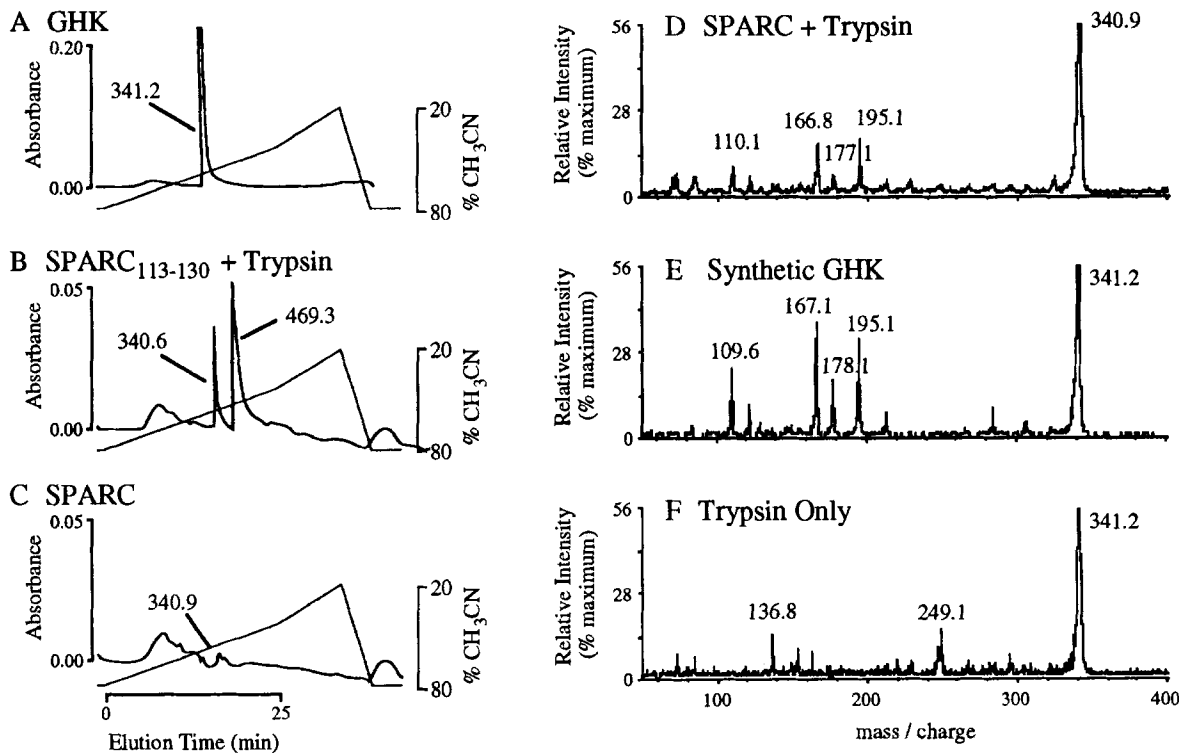 A GHK
0.20
Absorbance
0.00
341.2
20
% CH3CN
80
B SPARC113-130 + Trypsin
0.05
Absorbance
0.00
340.6
469.3
20
% CH3CN
80
C SPARC
0.05
Absorbance
0.00
340.9
20
% CH3CN
80
0 25
Elution Time (min)
D SPARC + Trypsin
56
28
0
Relative Intensity
(% maximum)
110.1
166.8
177.1
195.1
340.9
E Synthetic GHK
56
28
0
Relative Intensity
(% maximum)
109.6
167.1
178.1
195.1
341.2
F Trypsin Only
56
28
0
Relative Intensity
(% maximum)
136.8
249.1
341.2
100 200 300 400
mass / charge